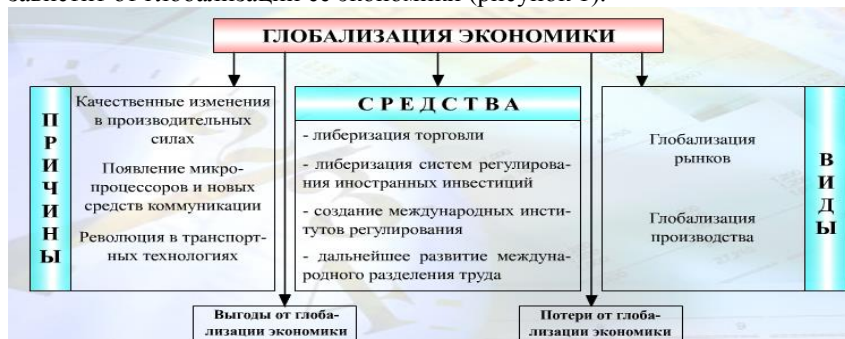 зависит от глобализации ее экономики (рисунок 1).
ГЛОБАЛИЗАЦИЯ ЭКОНОМИКИ
ПРИЧИНЫ
Качественные изменения
в производительных
силах
Появление микро-
процессоров и новых
средств коммуникации
Революция в транспорт-
ных технологиях
СРЕДСТВА
- либеризация торговли
- либеризация систем регулирова-
ния иностранных инвестиций
- создание международных инсти-
тутов регулирования
- дальнейшее развитие междуна-
родного разделения труда
Глобализация
рынков
Глобализация
производства
ВИДЫ
Выгоды от глоба-
лизации экономики
Потери от глоба-
лизации экономики